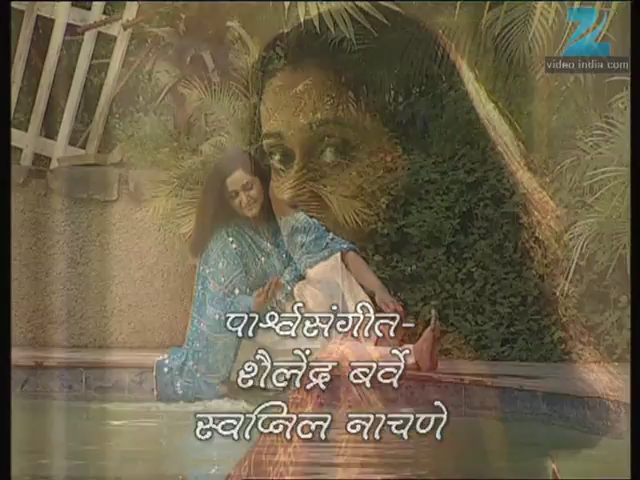 video india.com
पार्श्वसंगीत-
शैलेंद्र बर्वे
स्वप्निल नाचणे